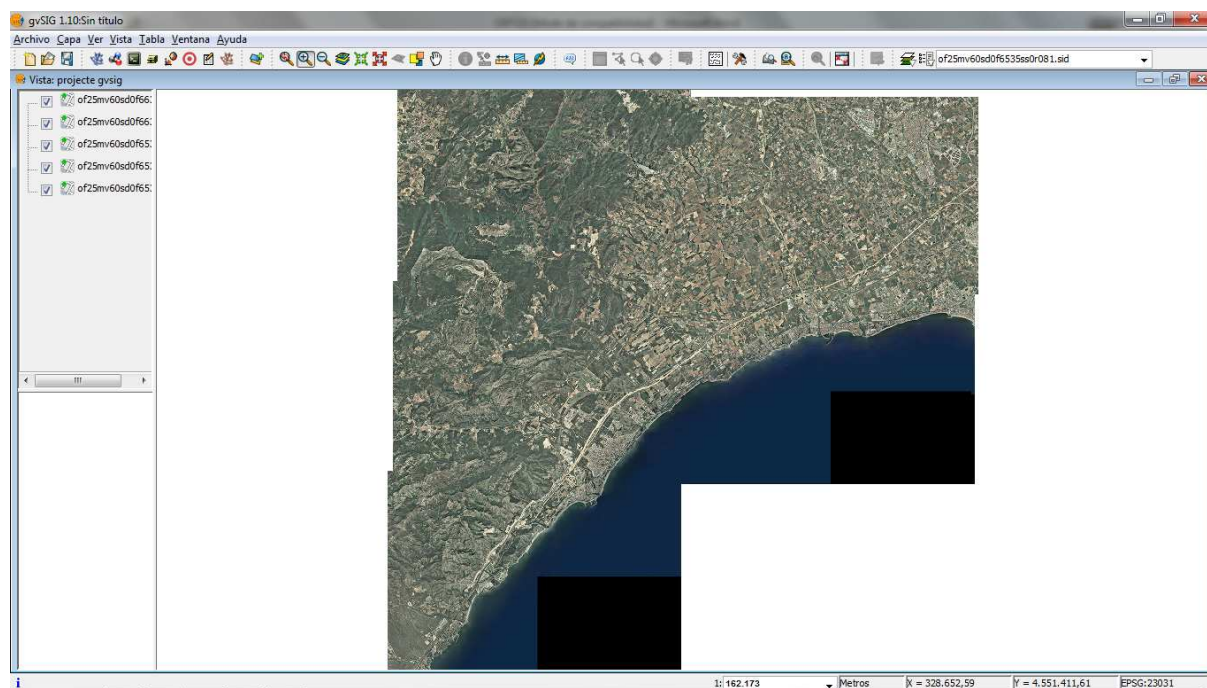 gvSIG 1.10:Sin título
Archivo Capa Ver Vista Tabla Ventana Ayuda
of25mv60sd0f6535ss0r081.sid
Vista: projecte gvsig
of25mv60sd0f66:
of25mv60sd0f66:
of25mv60sd0f65:
of25mv60sd0f65:
of25mv60sd0f65:
1: 162.173
Metros
X = 328.652,59
Y = 4.551.411,61
EPSG:23031